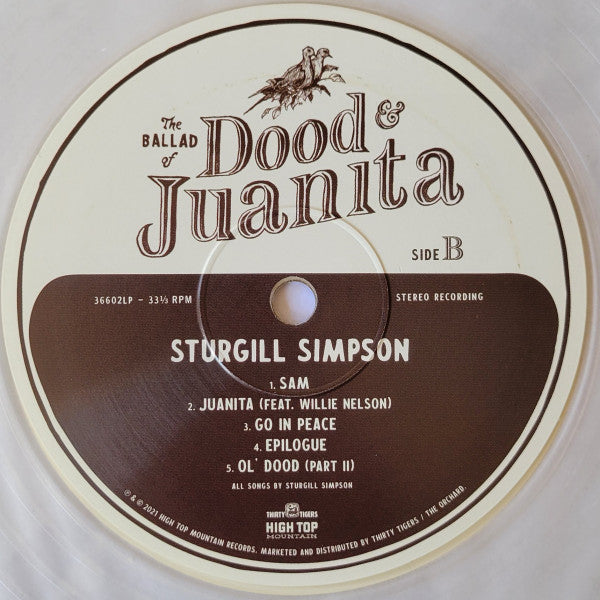 The
BALLAD
of
Dood &
Juanita
SIDE B
36602LP – 33⅓ RPM
STEREO RECORDING
STURGILL SIMPSON
1. SAM
2. JUANITA (FEAT. WILLIE NELSON)
3. GO IN PEACE
4. EPILOGUE
5. OL' DOOD (PART II)
ALL SONGS BY STURGILL SIMPSON
THIRTY TIGERS
HIGH TOP
MOUNTAIN
℗ & © 2021 HIGH TOP MOUNTAIN RECORDS. MARKETED AND DISTRIBUTED BY THIRTY TIGERS / THE ORCHARD.